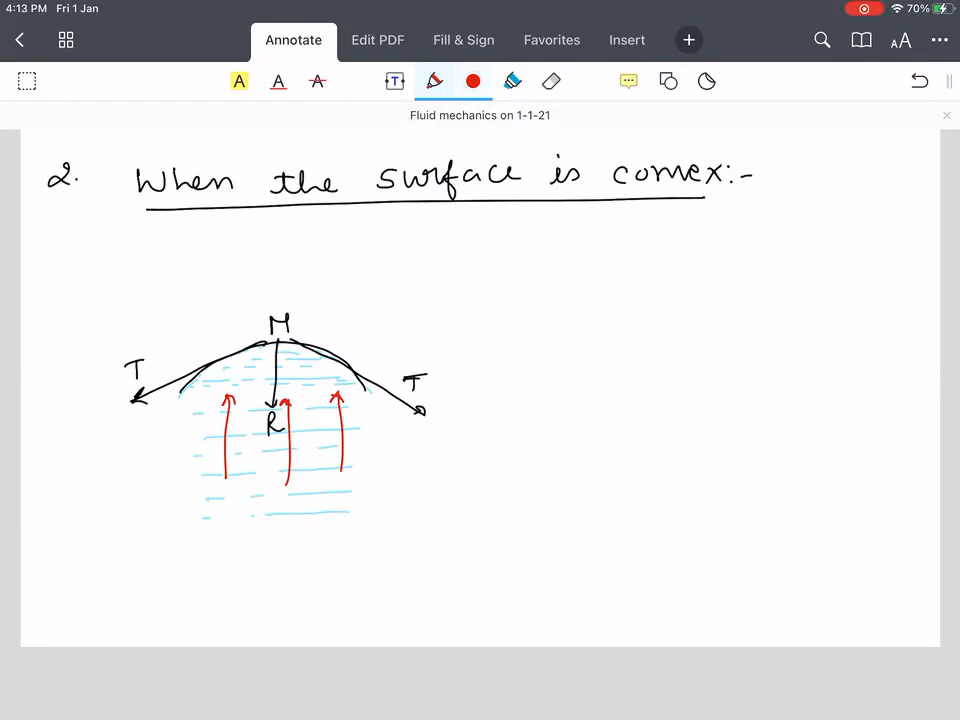 4:13 PM Fri 1 Jan
70%
Annotate Edit PDF Fill & Sign Favorites Insert
AA
A A A T
Fluid mechanics on 1-1-21
2. When the surface is convex:-
M
T
T
R